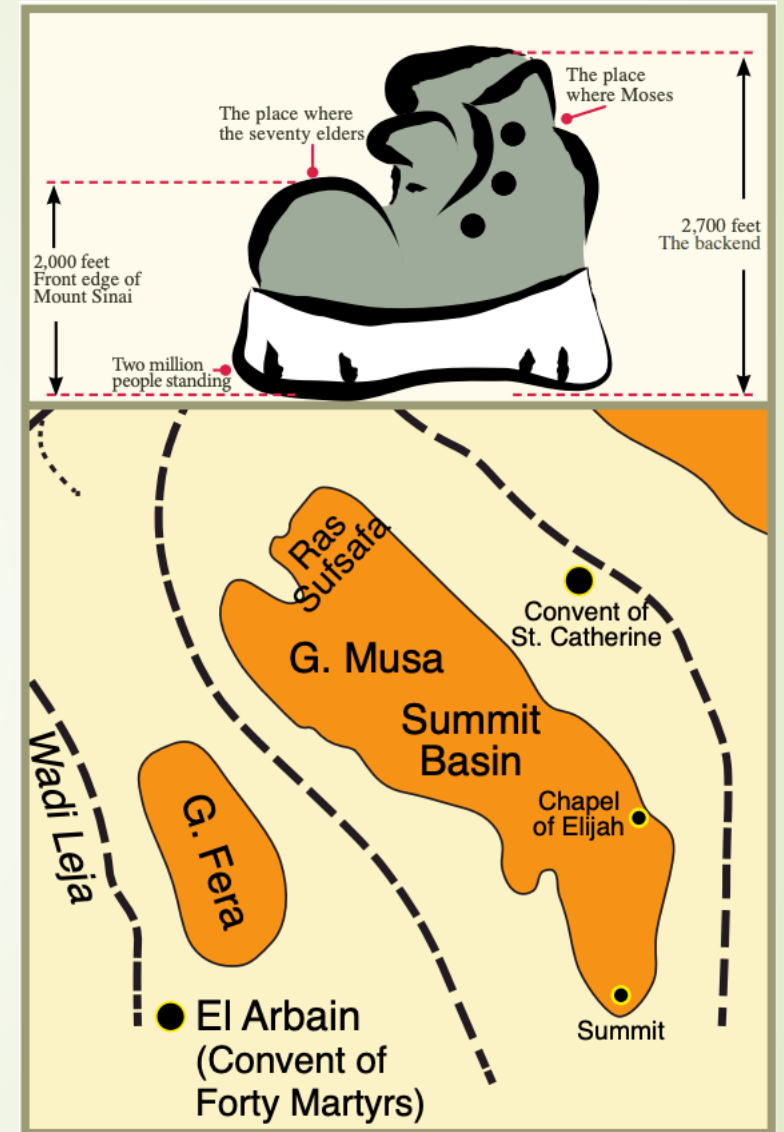 The place
where Moses
The place where
the seventy elders
2,700 feet
The backend
2,000 feet
Front edge of
Mount Sinai
Two million
people standing
Ras
Sufsafa
Convent of
St. Catherine
G. Musa
Summit
Basin
Wadi Leja
G. Fera
Chapel
of Elijah
El Arbain
(Convent of
Forty Martyrs)
Summit